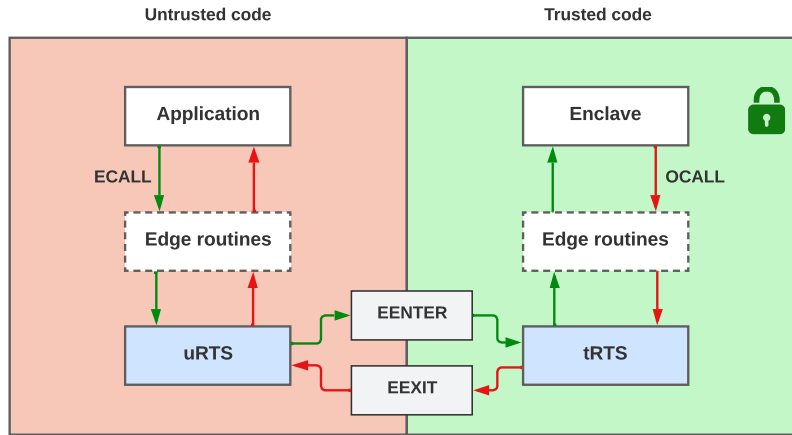 Untrusted code
Trusted code
Application
Enclave
ECALL
OCALL
Edge routines
Edge routines
EENTER
uRTS
tRTS
EEXIT